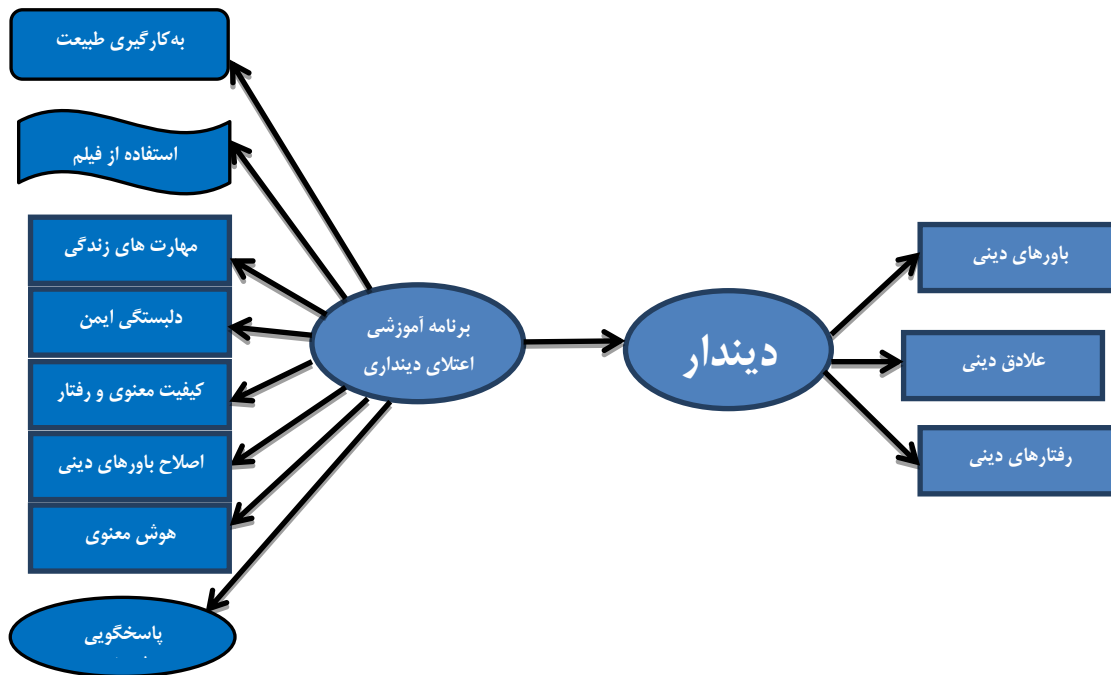 به‌کارگیری طبیعت
استفاده از فیلم
مهارت های زندگی
دلبستگی ایمن
کیفیت معنوی و رفتار
اصلاح باورهای دینی
هوش معنوی
پاسخگویی
برنامه آموزشی
اعتلای دینداری
دیندار
باورهای دینی
علادق دینی
رفتارهای دینی